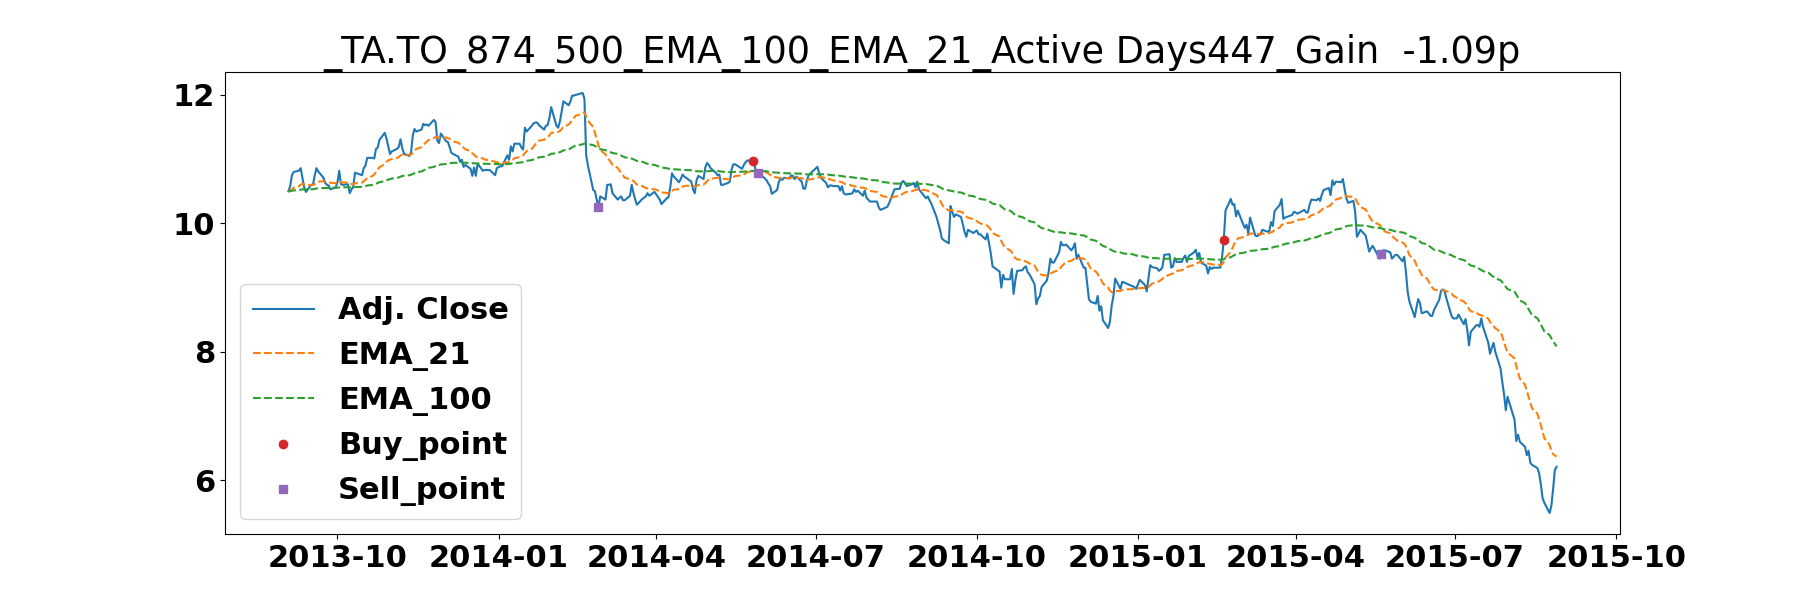 _TA.TO_874_500_EMA_100_EMA_21_Active Days447_Gain  -1.09p
12
10
8
6
Adj. Close
EMA_21
EMA_100
Buy_point
Sell_point
2013-10 2014-01 2014-04 2014-07 2014-10 2015-01 2015-04 2015-07 2015-10